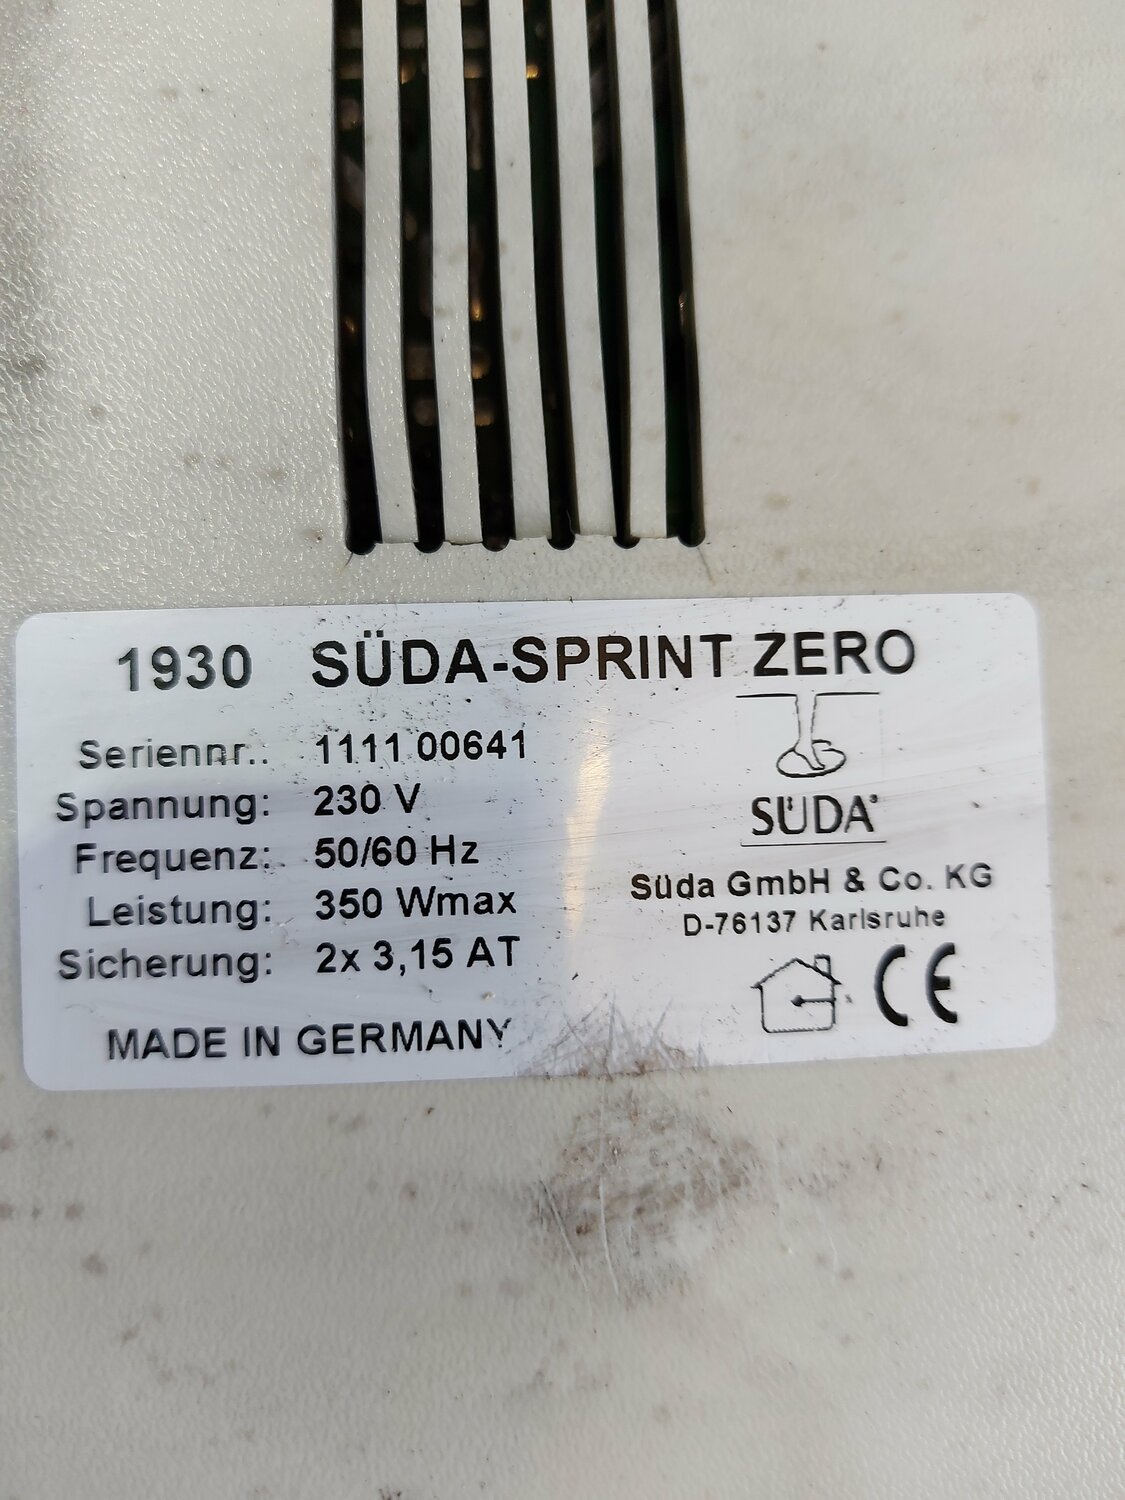 1930 SÜDA-SPRINT ZERO
Seriennr.: 1111 00641
Spannung: 230 V
Frequenz: 50/60 Hz
Leistung: 350 Wmax
Sicherung: 2x 3,15 AT
MADE IN GERMANY
SÜDA®
Süda GmbH & Co. KG
D-76137 Karlsruhe
CE